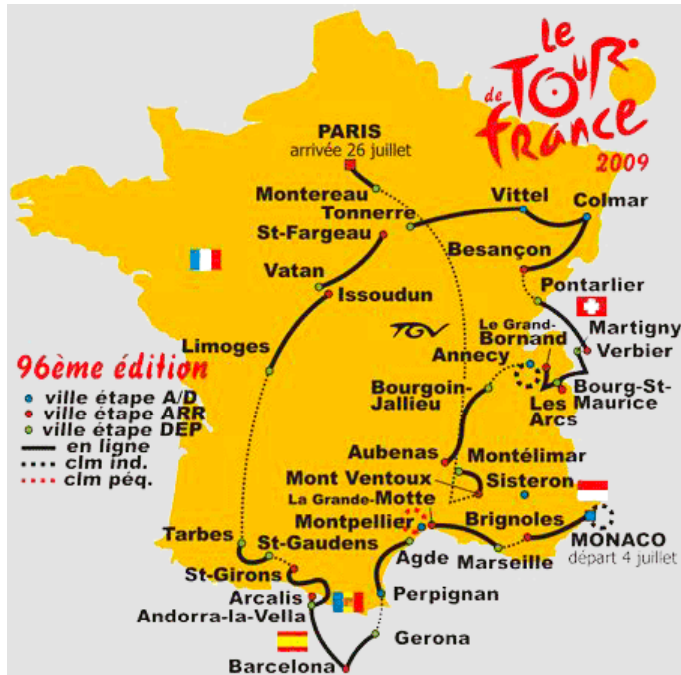 le
TOUR
de
france
2009
PARIS
arrivée 26 juillet
Montereau
Tonnerre
Vittel
Colmar
St-Fargeau
Besançon
Vatan
Pontarlier
Issoudun
TGV
Le Grand-
Bornand
Martigny
Verbier
Limoges
Annecy
96ème édition
ville étape A/D
ville étape ARR
ville étape DEP
en ligne
clm ind.
clm péq.
Bourgoin-
Jallieu
Les
Arcs
Bourg-St-
Maurice
Aubenas
Montélimar
Mont Ventoux
Sisteron
La Grande-Motte
Montpellier
Brignoles
MONACO
départ 4 juillet
Tarbes
St-Gaudens
Agde
Marseille
St-Girons
Arcalis
Andorra-la-Vella
Perpignan
Gerona
Barcelona